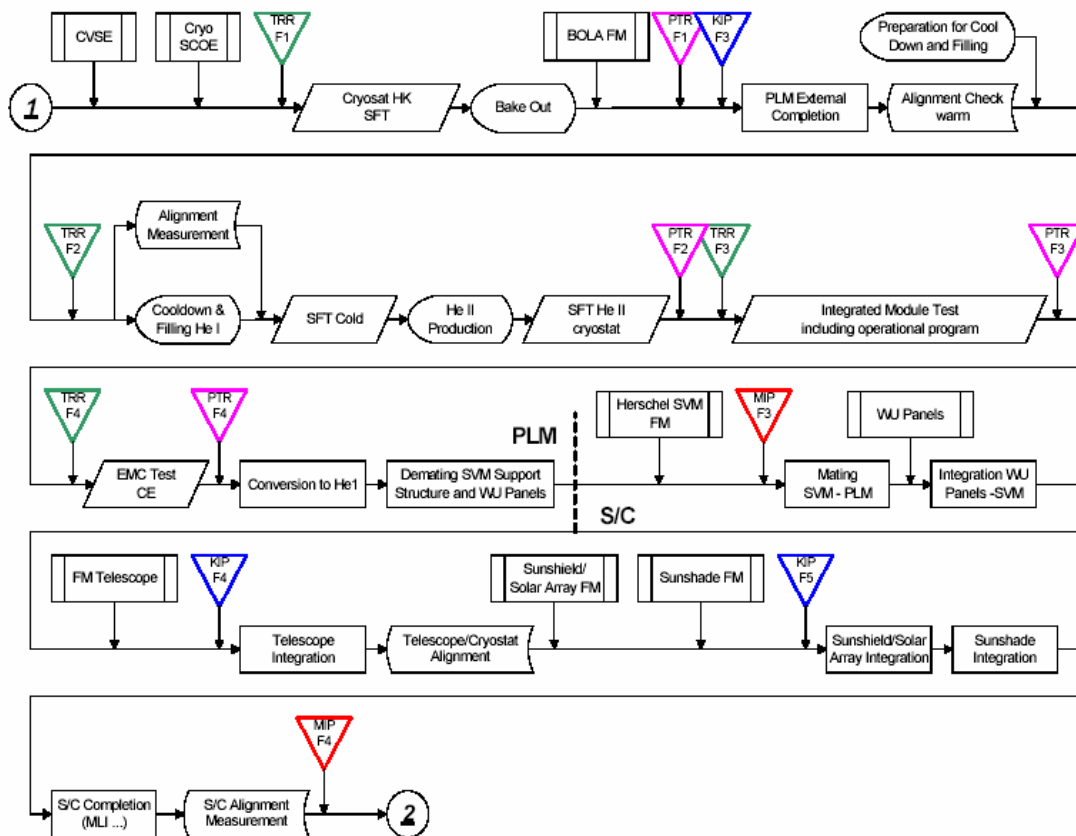 CVSE
Cryo
SCOE
TRR
F1
BOLA FM
PTR
F1
KIP
F3
Preparation for Cool
Down and Filling
1
Cryosat HK
SFT
Bake Out
PLM External
Completion
Alignment Check
warm
TRR
F2
Alignment
Measurement
PTR
F2
TRR
F3
PTR
F3
Cooldown &
Filling He I
SFT Cold
He II
Production
SFT He II
cryostat
Integrated Module Test
including operational program
TRR
F4
PTR
F4
PLM
Herschel SVM
FM
MIP
F3
WU Panels
EMC Test
CE
Conversion to He1
Demating SVM Support
Structure and WU Panels
Mating
SVM - PLM
Integration WU
Panels -SVM
S/C
FM Telescope
KIP
F4
Sunshield/
Solar Array FM
Sunshade FM
KIP
F5
Telescope
Integration
Telescope/Cryostat
Alignment
Sunshield/Solar
Array Integration
Sunshade
Integration
MIP
F4
S/C Completion
(MLI ...)
S/C Alignment
Measurement
2